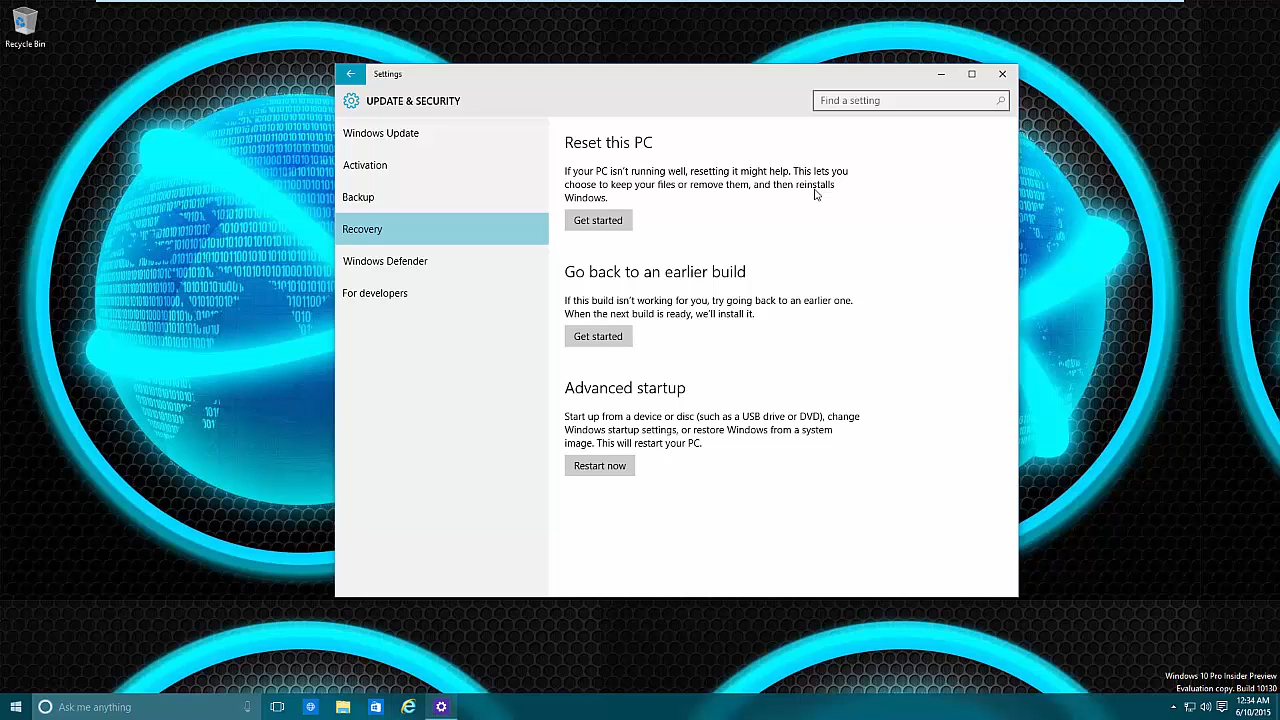 Recycle Bin
Settings
UPDATE & SECURITY
Find a setting
Windows Update
Activation
Backup
Recovery
Windows Defender
For developers
Reset this PC
If your PC isn't running well, resetting it might help. This lets you
choose to keep your files or remove them, and then reinstalls
Windows.
Get started
Go back to an earlier build
If this build isn't working for you, try going back to an earlier one.
When the next build is ready, we'll install it.
Get started
Advanced startup
Start up from a device or disc (such as a USB drive or DVD), change
Windows startup settings, or restore Windows from a system
image. This will restart your PC.
Restart now
Windows 10 Pro Insider Preview
Evaluation copy. Build 10130
Ask me anything
12:34 AM
6/10/2015